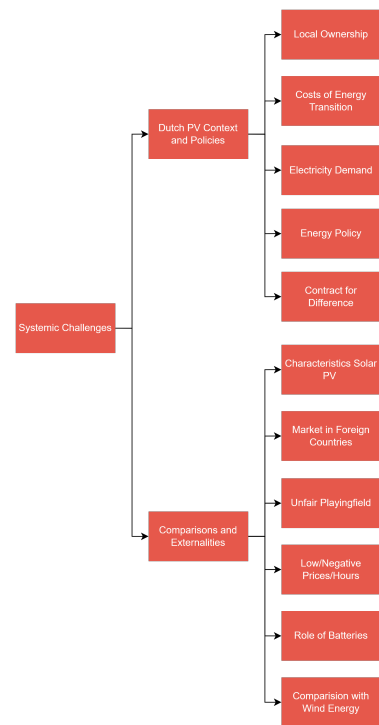 Systemic Challenges
Dutch PV Context
and Policies
Local Ownership
Costs of Energy
Transition
Electricity Demand
Energy Policy
Contract for
Difference
Comparisons and
Externalities
Characteristics Solar
PV
Market in Foreign
Countries
Unfair Playingfield
Low/Negative
Prices/Hours
Role of Batteries
Comparision with
Wind Energy